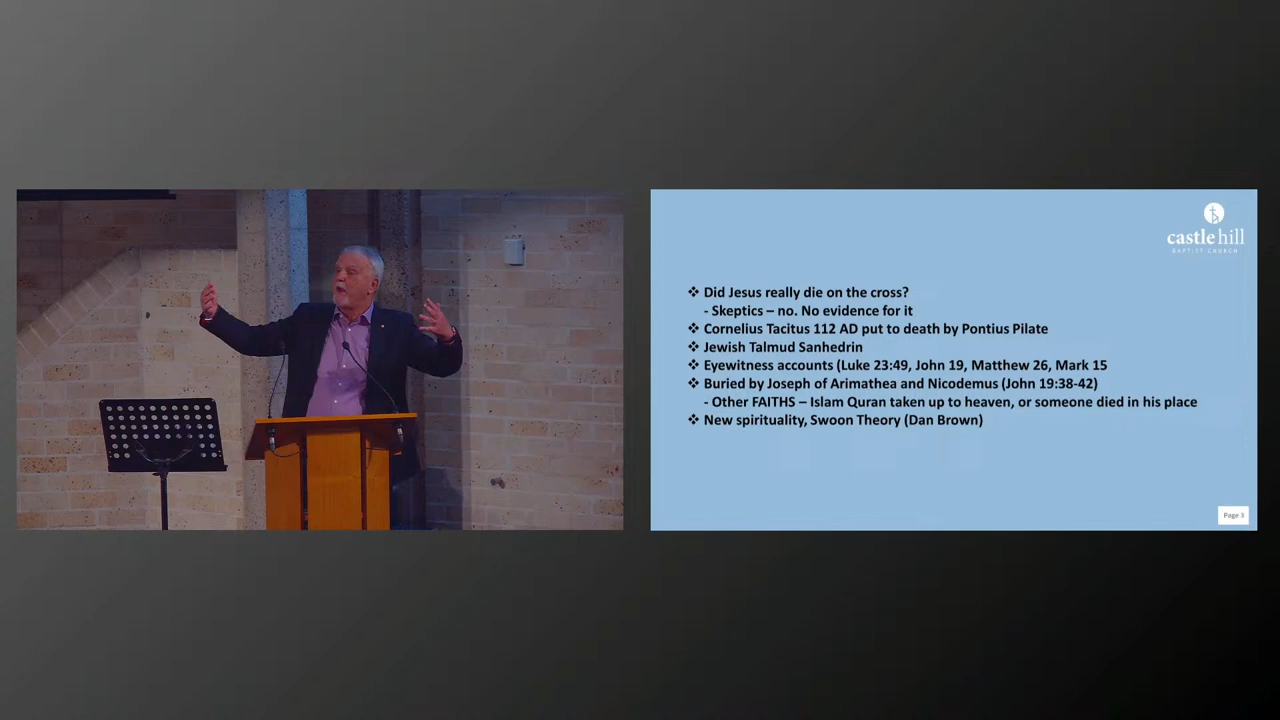 castle hill
BAPTIST CHURCH
❖ Did Jesus really die on the cross?
- Skeptics – no. No evidence for it
❖ Cornelius Tacitus 112 AD put to death by Pontius Pilate
❖ Jewish Talmud Sanhedrin
❖ Eyewitness accounts (Luke 23:49, John 19, Matthew 26, Mark 15
❖ Buried by Joseph of Arimathea and Nicodemus (John 19:38-42)
- Other FAITHS – Islam Quran taken up to heaven, or someone died in his place
❖ New spirituality, Swoon Theory (Dan Brown)
Page 3